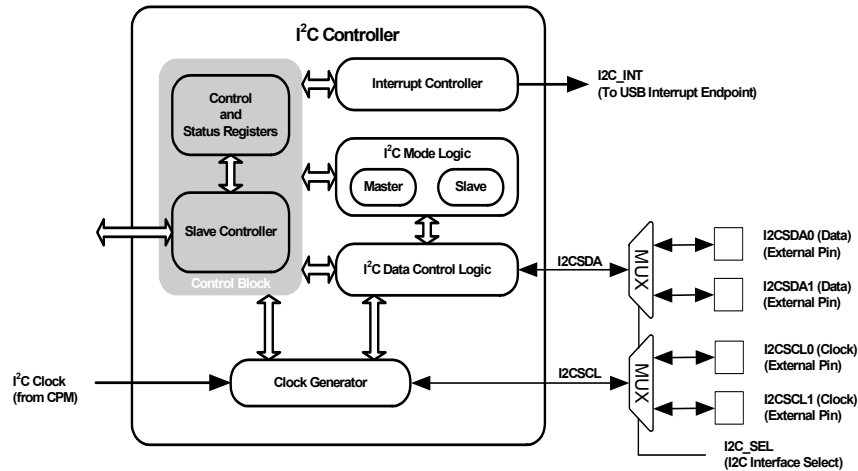 I²C Controller
Control
and
Status Registers
Slave Controller
Control Block
Interrupt Controller
I²C Mode Logic
Master
Slave
I²C Data Control Logic
Clock Generator
I²C Clock
(from CPM)
I2C_INT
(To USB Interrupt Endpoint)
I2CSDA
MUX
I2CSDA0 (Data)
(External Pin)
I2CSDA1 (Data)
(External Pin)
I2CSCL
MUX
I2CSCL0 (Clock)
(External Pin)
I2CSCL1 (Clock)
(External Pin)
I2C_SEL
(I2C Interface Select)